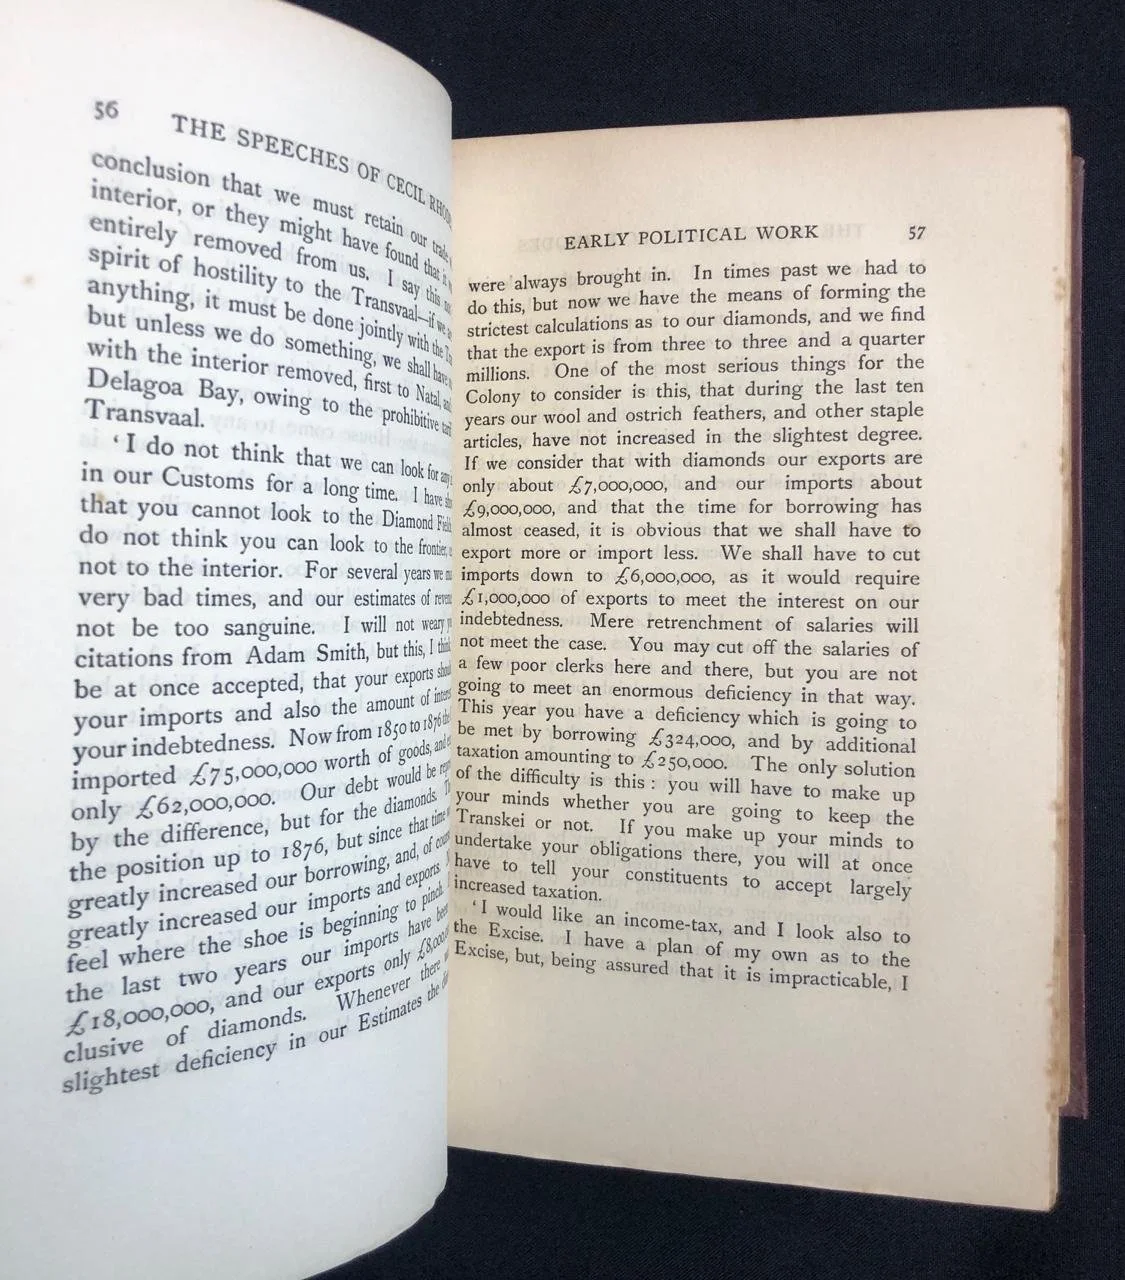 56
THE SPEECHES OF CECIL
conclusion that we must retain our
interior, or they might have found that
entirely removed from us. I say this
spirit of hostility to the Transvaal—if we
anything, it must be done jointly with the
but unless we do something, we shall have
with the interior removed, first to Natal,
Delagoa Bay, owing to the prohibitive
Transvaal.
‘I do not think that we can look for
in our Customs for a long time. I have
that you cannot look to the Diamond
do not think you can look to the frontier,
not to the interior. For several years we
very bad times, and our estimates of
not be too sanguine. I will not weary
citations from Adam Smith, but this, I
be at once accepted, that your exports
your imports and also the amount of
your indebtedness. Now from 1850 to 1876
imported £75,000,000 worth of goods,
only £62,000,000. Our debt would be
by the difference, but for the diamonds.
the position up to 1876, but since that time
greatly increased our borrowing, and, of
greatly increased our imports and exports.
feel where the shoe is beginning to pinch.
the last two years our imports have
£18,000,000, and our exports only
clusive of diamonds. Whenever there
slightest deficiency in our Estimates the
EARLY POLITICAL WORK 57
were always brought in. In times past we had to
do this, but now we have the means of forming the
strictest calculations as to our diamonds, and we find
that the export is from three to three and a quarter
millions. One of the most serious things for the
Colony to consider is this, that during the last ten
years our wool and ostrich feathers, and other staple
articles, have not increased in the slightest degree.
If we consider that with diamonds our exports are
only about £7,000,000, and our imports about
£9,000,000, and that the time for borrowing has
almost ceased, it is obvious that we shall have to
export more or import less. We shall have to cut
imports down to £6,000,000, as it would require
£1,000,000 of exports to meet the interest on our
indebtedness. Mere retrenchment of salaries will
not meet the case. You may cut off the salaries of
a few poor clerks here and there, but you are not
going to meet an enormous deficiency in that way.
This year you have a deficiency which is going to
be met by borrowing £324,000, and by additional
taxation amounting to £250,000. The only solution
of the difficulty is this : you will have to make up
your minds whether you are going to keep the
Transkei or not. If you make up your minds to
undertake your obligations there, you will at once
have to tell your constituents to accept largely
increased taxation.
‘I would like an income-tax, and I look also to
the Excise. I have a plan of my own as to the
Excise, but, being assured that it is impracticable, I